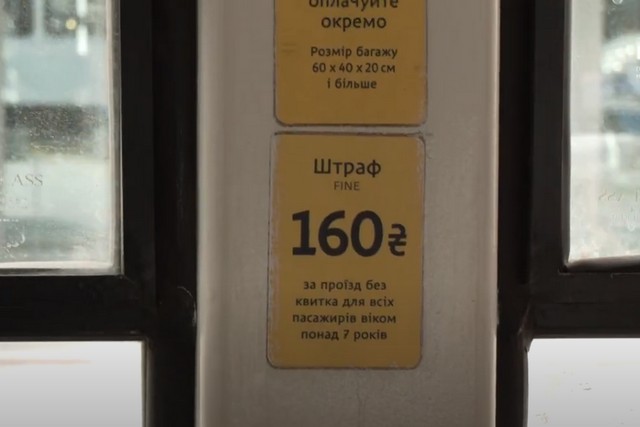 оплачуйте
окремо
Розмір багажу
60 x 40 x 20 см
і більше
Штраф
FINE
160₴
за проїзд без
квитка для всіх
пасажирів віком
понад 7 років
ASS